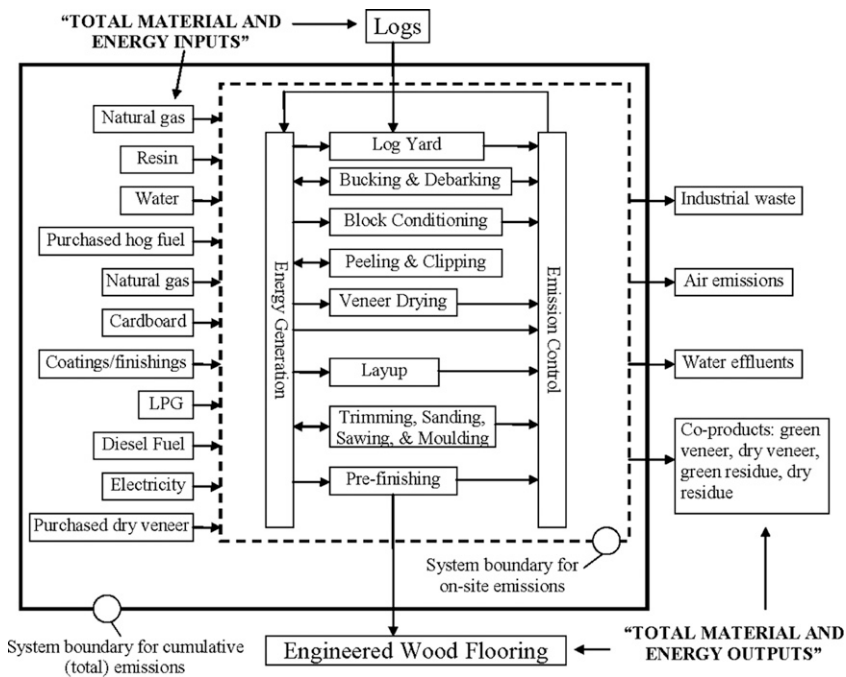 “TOTAL MATERIAL AND
ENERGY INPUTS”
Logs
Natural gas
Resin
Water
Purchased hog fuel
Natural gas
Cardboard
Coatings/finishings
LPG
Diesel Fuel
Electricity
Purchased dry veneer
Energy Generation
Log Yard
Bucking & Debarking
Block Conditioning
Peeling & Clipping
Veneer Drying
Layup
Trimming, Sanding,
Sawing, & Moulding
Pre-finishing
Emission Control
Industrial waste
Air emissions
Water effluents
Co-products: green
veneer, dry veneer,
green residue, dry
residue
System boundary for
on-site emissions
System boundary for cumulative
(total) emissions
Engineered Wood Flooring
“TOTAL MATERIAL AND
ENERGY OUTPUTS”